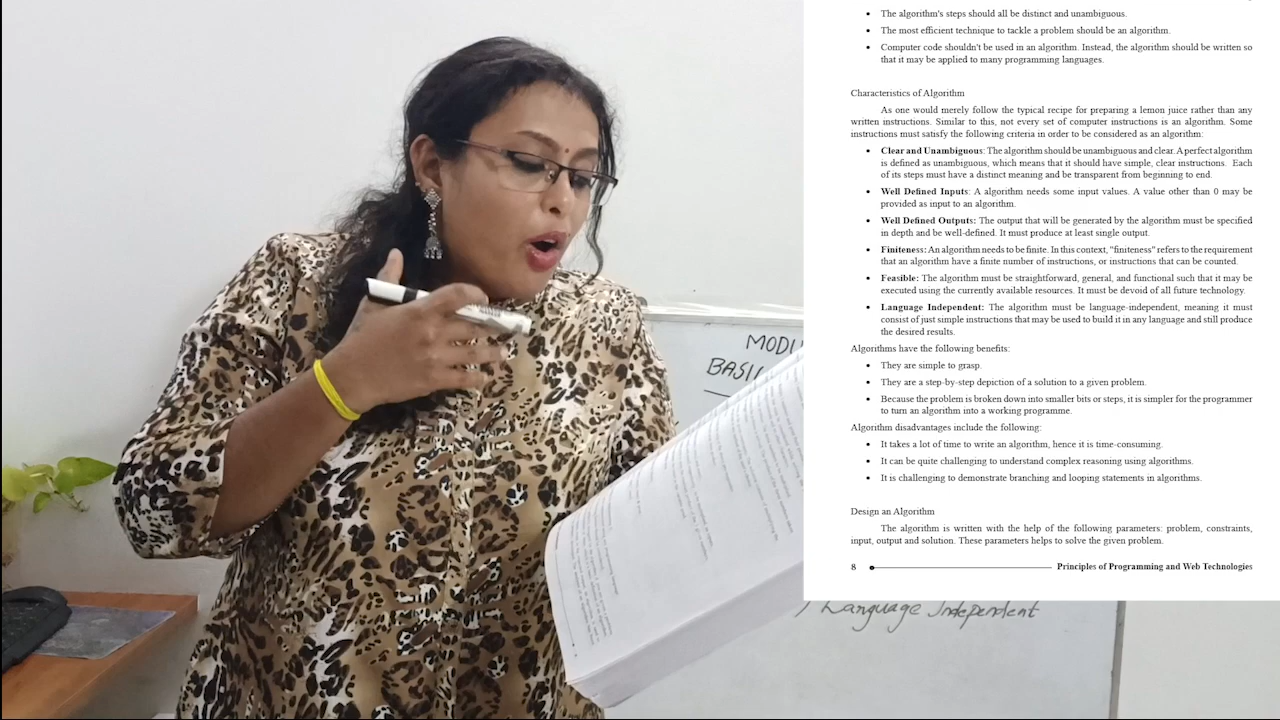 • The algorithm's steps should all be distinct and unambiguous.
• The most efficient technique to tackle a problem should be an algorithm.
• Computer code shouldn't be used in an algorithm. Instead, the algorithm should be written so
that it may be applied to many programming languages.
Characteristics of Algorithm
As one would merely follow the typical recipe for preparing a lemon juice rather than any
written instructions. Similar to this, not every set of computer instructions is an algorithm. Some
instructions must satisfy the following criteria in order to be considered as an algorithm:
• Clear and Unambiguous: The algorithm should be unambiguous and clear. A perfect algorithm
is defined as unambiguous, which means that it should have simple, clear instructions. Each
of its steps must have a distinct meaning and be transparent from beginning to end.
• Well Defined Inputs: A algorithm needs some input values. A value other than 0 may be
provided as input to an algorithm.
• Well Defined Outputs: The output that will be generated by the algorithm must be specified
in depth and be well-defined. It must produce at least single output.
• Finiteness: An algorithm needs to be finite. In this context, "finiteness" refers to the requirement
that an algorithm have a finite number of instructions, or instructions that can be counted.
• Feasible: The algorithm must be straightforward, general, and functional such that it may be
executed using the currently available resources. It must be devoid of all future technology.
• Language Independent: The algorithm must be language-independent, meaning it must
consist of just simple instructions that may be used to build it in any language and still produce
the desired results.
Algorithms have the following benefits:
• They are simple to grasp.
• They are a step-by-step depiction of a solution to a given problem.
• Because the problem is broken down into smaller bits or steps, it is simpler for the programmer
to turn an algorithm into a working programme.
Algorithm disadvantages include the following:
• It takes a lot of time to write an algorithm, hence it is time-consuming.
• It can be quite challenging to understand complex reasoning using algorithms.
• It is challenging to demonstrate branching and looping statements in algorithms.
Design an Algorithm
The algorithm is written with the help of the following parameters: problem, constraints,
input, output and solution. These parameters helps to solve the given problem.
8 Principles of Programming and Web Technologies
MODU
BASI
Language Independent